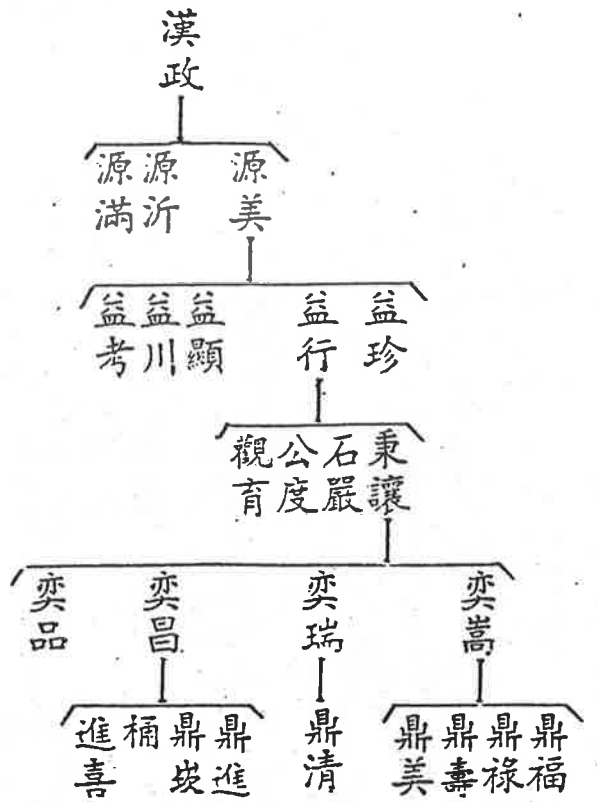 漢政
源美
源沂
源滿
益珍
益行
益顯
益川
益考
秉讓
石嚴
公度
觀育
奕嵩
奕瑞
奕昌
奕品
鼎福
鼎祿
鼎壽
鼎美
鼎清
鼎進
鼎崁
桶
進喜